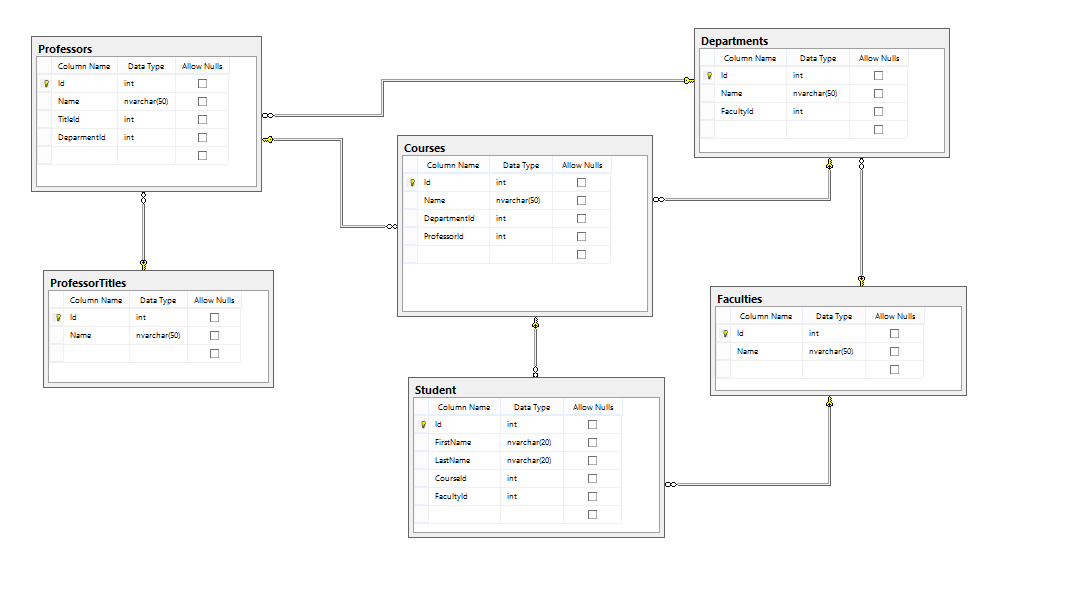 Professors
Column Name Data Type Allow Nulls
Id int
Name nvarchar(50)
TitleId int
DeparmentId int
Departments
Column Name Data Type Allow Nulls
Id int
Name nvarchar(50)
FacultyId int
Courses
Column Name Data Type Allow Nulls
Id int
Name nvarchar(50)
DepartmentId int
ProfessorId int
ProfessorTitles
Column Name Data Type Allow Nulls
Id int
Name nvarchar(50)
Faculties
Column Name Data Type Allow Nulls
Id int
Name nvarchar(50)
Student
Column Name Data Type Allow Nulls
Id int
FirstName nvarchar(20)
LastName nvarchar(20)
CourseId int
FacultyId int